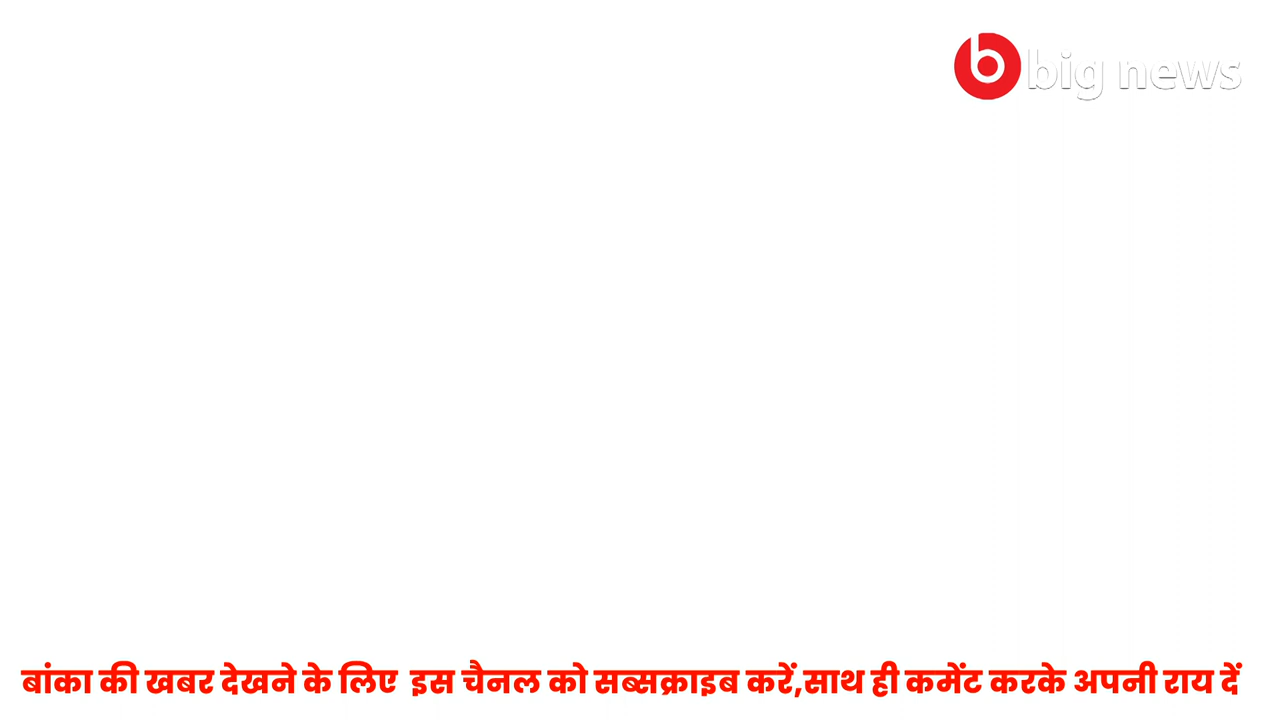 big news
बांका की खबर देखने के लिए इस चैनल को सब्सक्राइब करें,साथ ही कमेंट करके अपनी राय दें